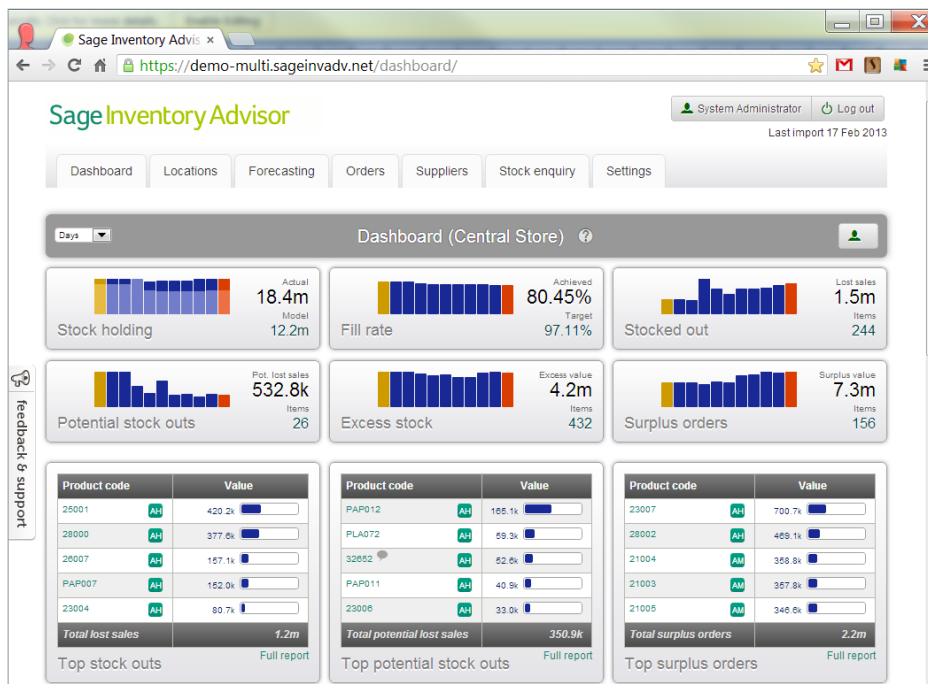 Sage Inventory Advis ×
https://demo-multi.sageinvadv.net/dashboard/
Sage Inventory Advisor
System Administrator
Log out
Last import 17 Feb 2013
Dashboard
Locations
Forecasting
Orders
Suppliers
Stock enquiry
Settings
Days
Dashboard (Central Store) ?
Actual
18.4m
Model
12.2m
Stock holding
Achieved
80.45%
Target
97.11%
Fill rate
Lost sales
1.5m
Items
244
Stocked out
Pot. lost sales
532.8k
Items
26
Potential stock outs
Excess value
4.2m
Items
432
Excess stock
Surplus value
7.3m
Items
156
Surplus orders
feedback & support
Product code Value
25001 AH 420.2k
28000 AH 377.6k
26007 AH 157.1k
PAP007 AH 152.0k
23004 AH 80.7k
Total lost sales 1.2m
Full report
Top stock outs
Product code Value
PAP012 AH 165.1k
PLA072 AH 59.3k
32652 AH 52.6k
PAP011 AH 40.9k
23006 AH 33.0k
Total potential lost sales 350.9k
Full report
Top potential stock outs
Product code Value
23007 AH 700.7k
28002 AH 469.1k
21004 AM 358.8k
21003 AM 357.8k
21005 AM 346.6k
Total surplus orders 2.2m
Full report
Top surplus orders